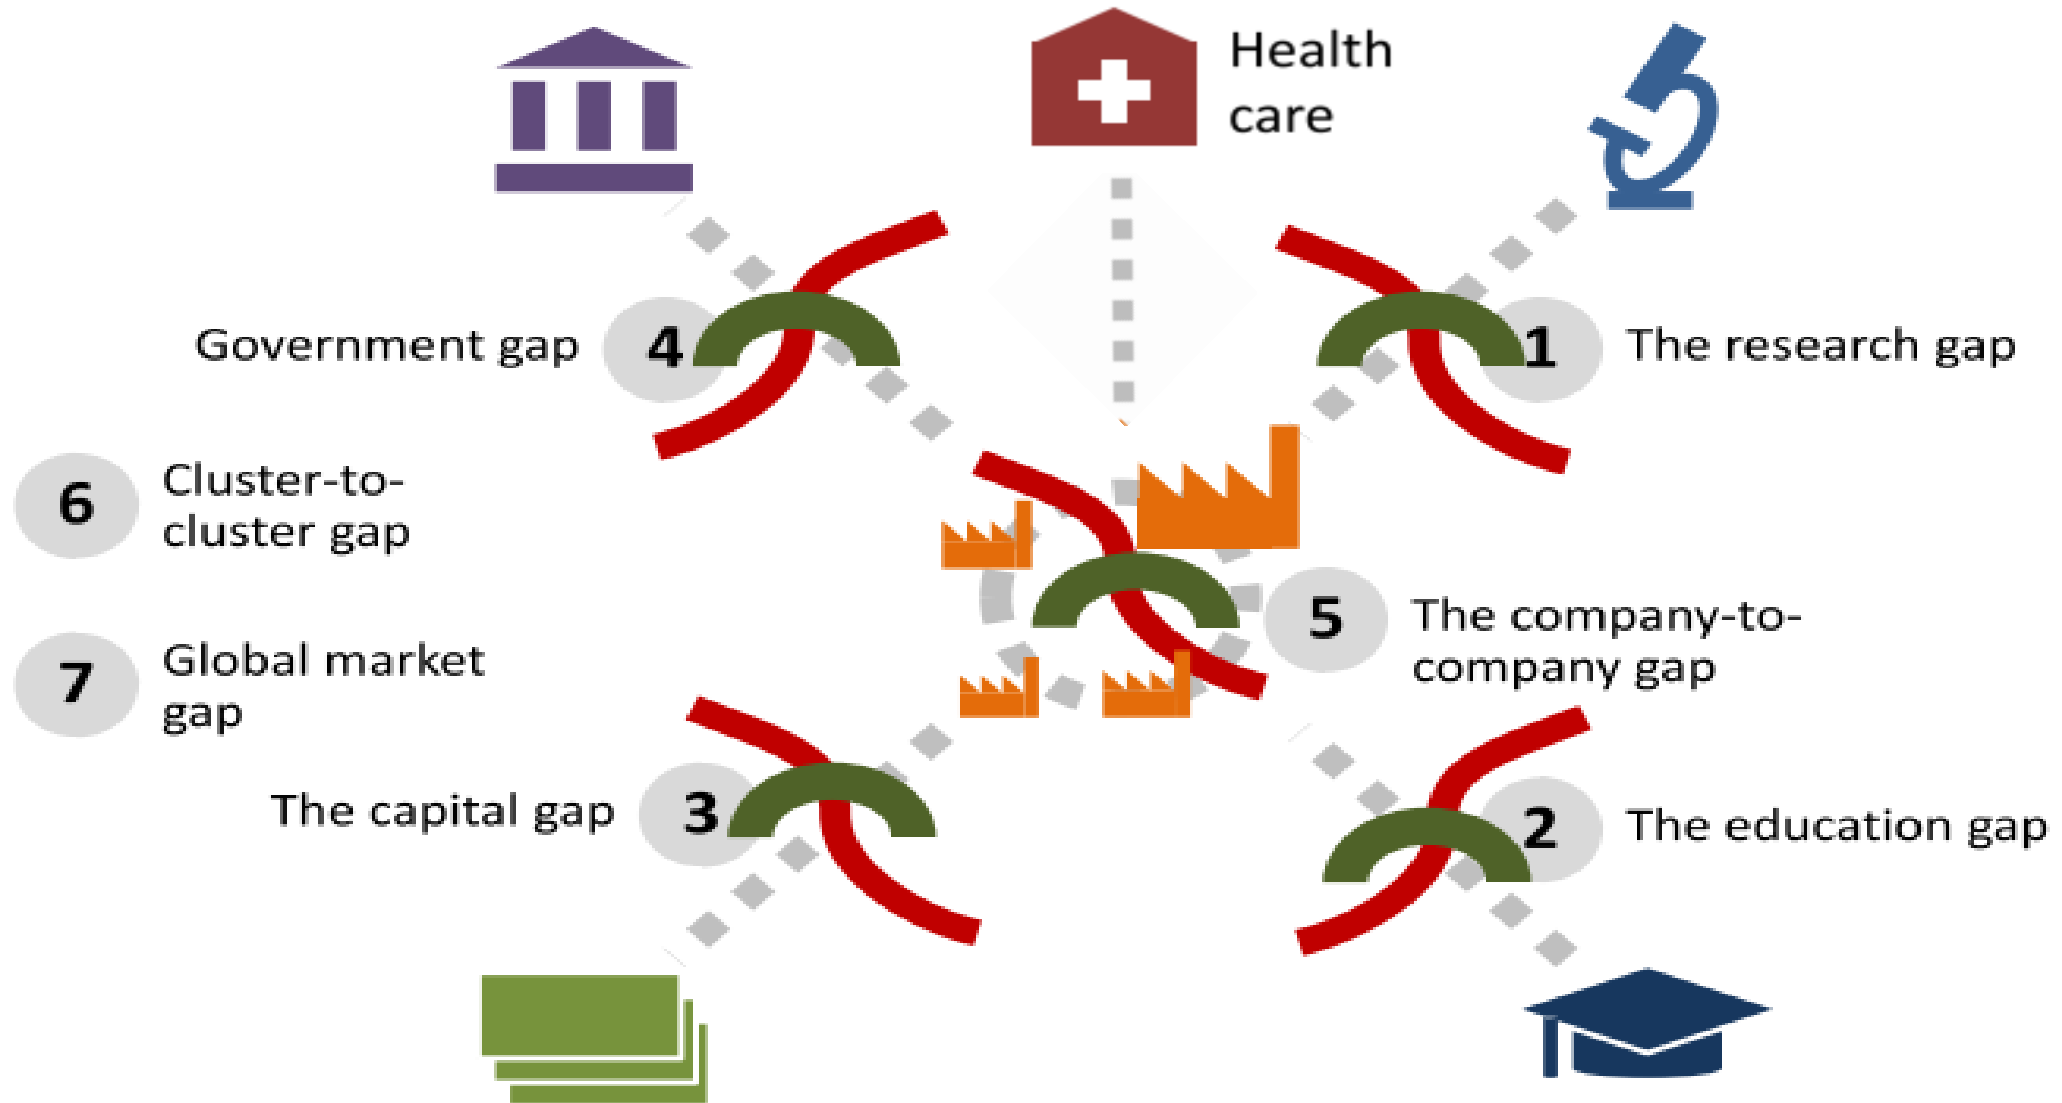 Health
care
Government gap
4
1
The research gap
6
Cluster-to-
cluster gap
5
The company-to-
company gap
7
Global market
gap
The capital gap
3
2
The education gap